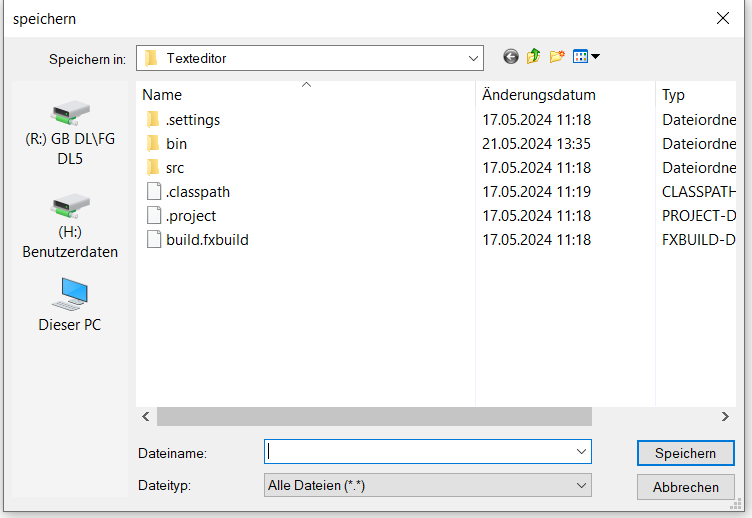 speichern
Speichern in: Texteditor
(R:) GB DL\FG
DL5
(H:)
Benutzerdaten
Dieser PC
Name Änderungsdatum Typ
.settings 17.05.2024 11:18 Dateiordne
bin 21.05.2024 13:35 Dateiordne
src 17.05.2024 11:18 Dateiordne
.classpath 17.05.2024 11:19 CLASSPATH
.project 17.05.2024 11:18 PROJECT-D
build.fxbuild 17.05.2024 11:18 FXBUILD-D
Dateiname: Speichern
Dateityp: Alle Dateien (*.*) Abbrechen